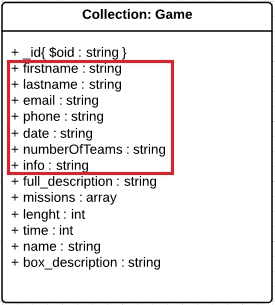 Collection: Game
+ _id{ $oid : string }
+ firstname : string
+ lastname : string
+ email : string
+ phone : string
+ date : string
+ numberOfTeams : string
+ info : string
+ full_description : string
+ missions : array
+ lenght : int
+ time : int
+ name : string
+ box_description : string